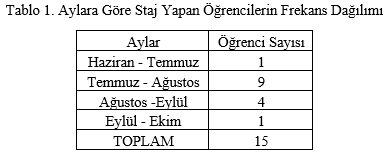 Tablo 1. Aylara Göre Staj Yapan Öğrencilerin Frekans Dağılımı
Aylar Öğrenci Sayısı
Haziran - Temmuz 1
Temmuz - Ağustos 9
Ağustos -Eylül 4
Eylül - Ekim 1
TOPLAM 15